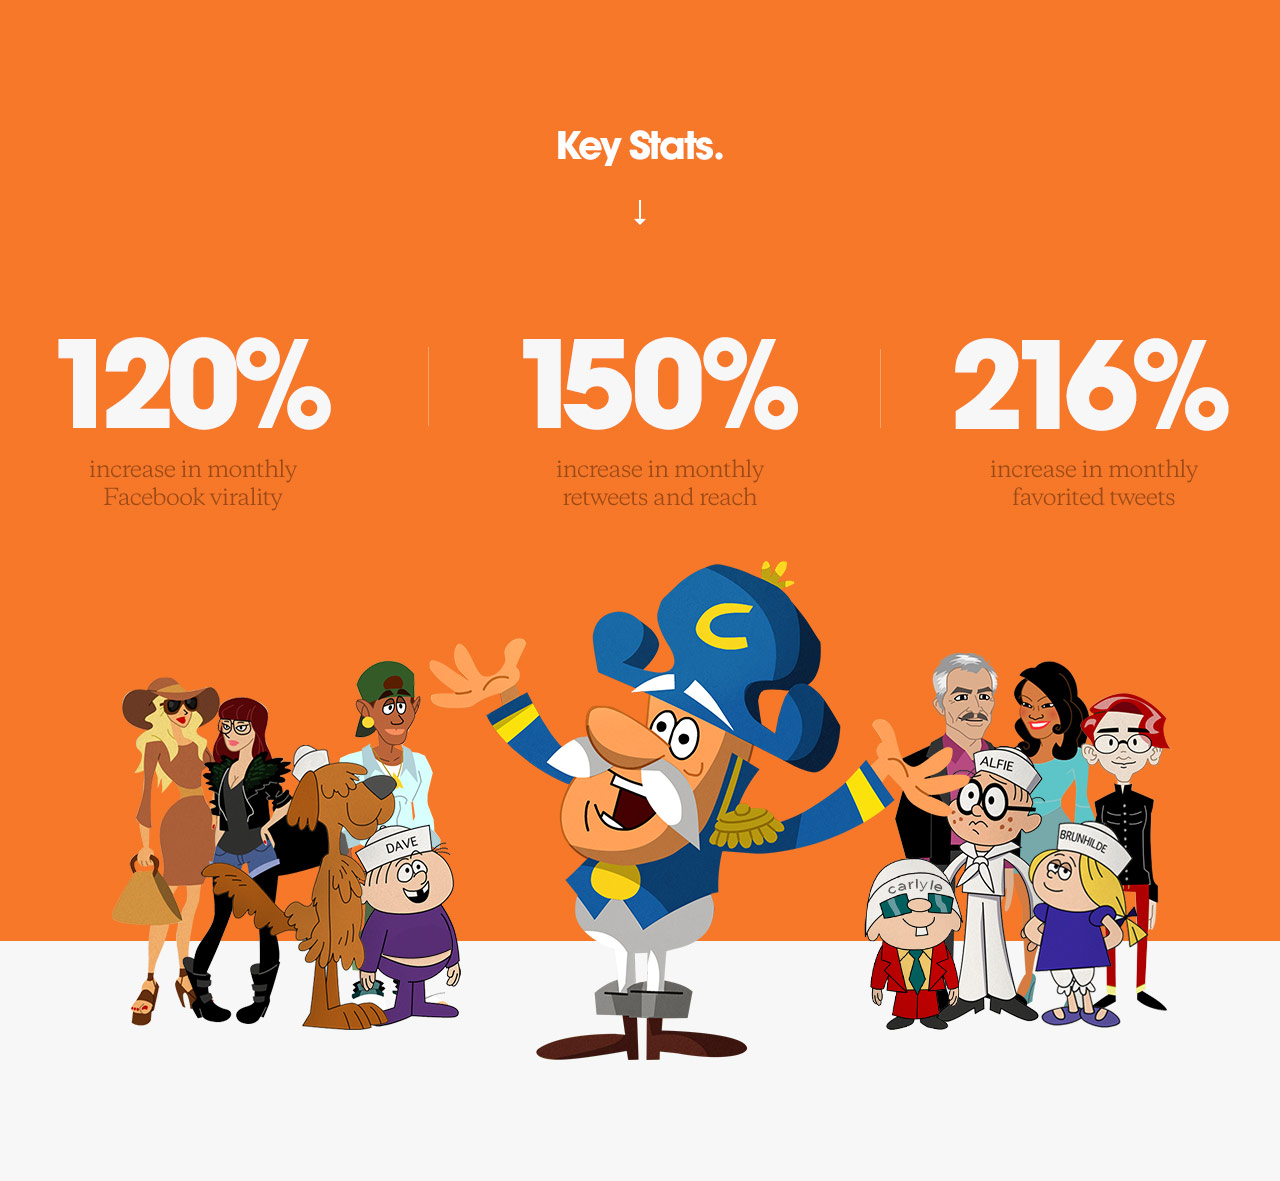 Key Stats.
120%
increase in monthly
Facebook virality
150%
increase in monthly
retweets and reach
216%
increase in monthly
favorited tweets
C
DAVE
ALFIE
BRUNHILDE
carlyle